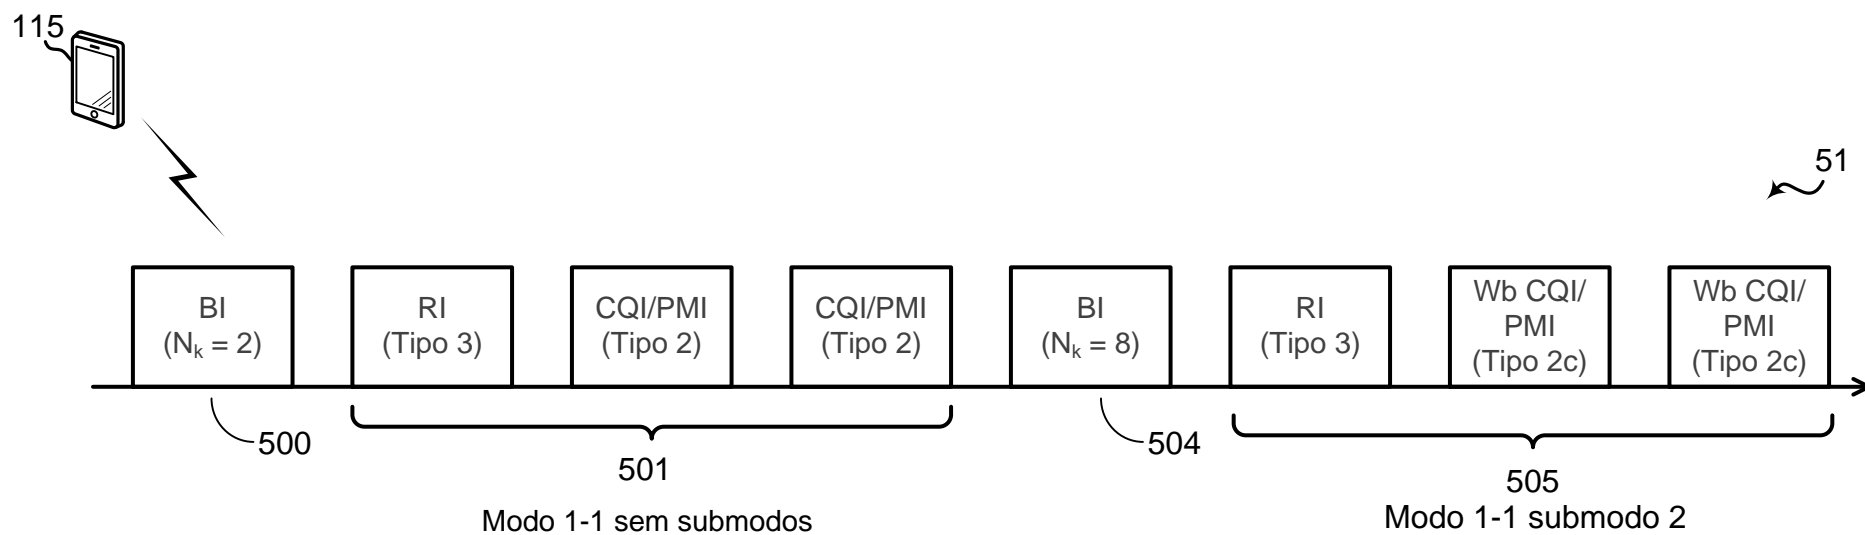 115
51
BI
(Nk = 2)
RI
(Tipo 3)
CQI/PMI
(Tipo 2)
CQI/PMI
(Tipo 2)
BI
(Nk = 8)
RI
(Tipo 3)
Wb CQI/
PMI
(Tipo 2c)
Wb CQI/
PMI
(Tipo 2c)
500
501
504
505
Modo 1-1 sem submodos
Modo 1-1 submodo 2